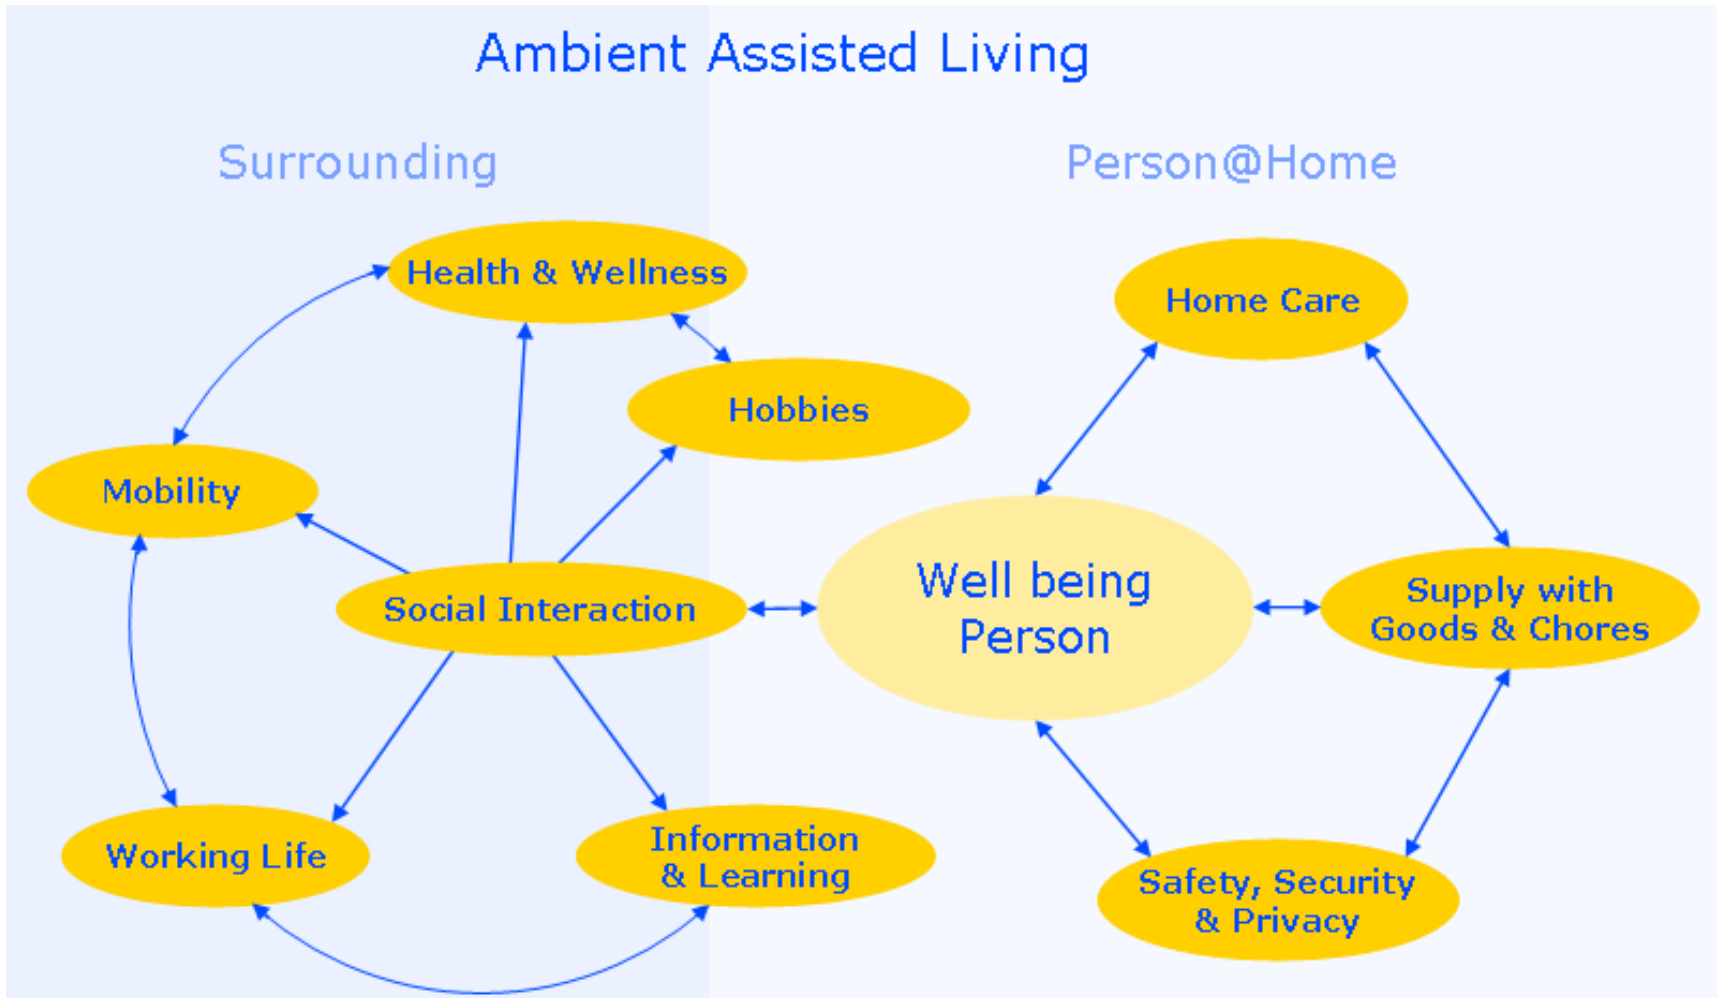 Ambient Assisted Living
Surrounding
Person@Home
Health & Wellness
Home Care
Hobbies
Mobility
Well being
Person
Social Interaction
Supply with
Goods & Chores
Working Life
Information
& Learning
Safety, Security
& Privacy